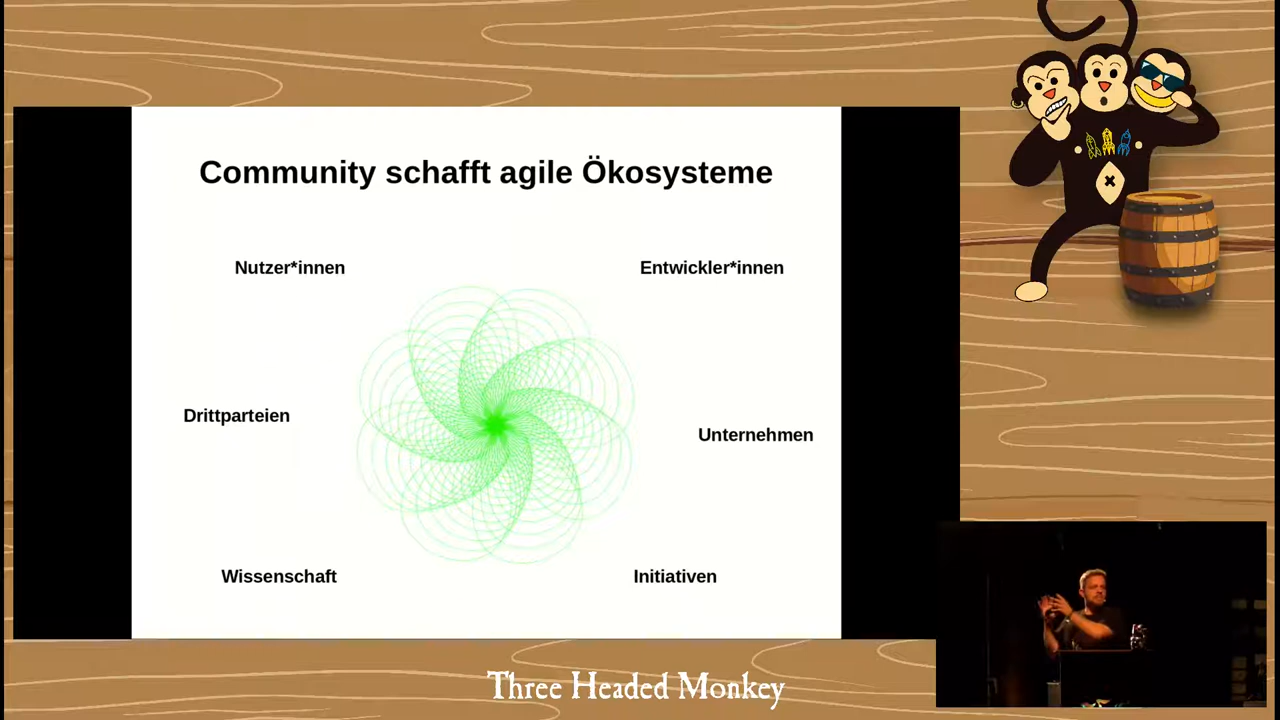 Community schafft agile Ökosysteme
Nutzer*innen
Entwickler*innen
Drittparteien
Unternehmen
Wissenschaft
Initiativen
Three Headed Monkey